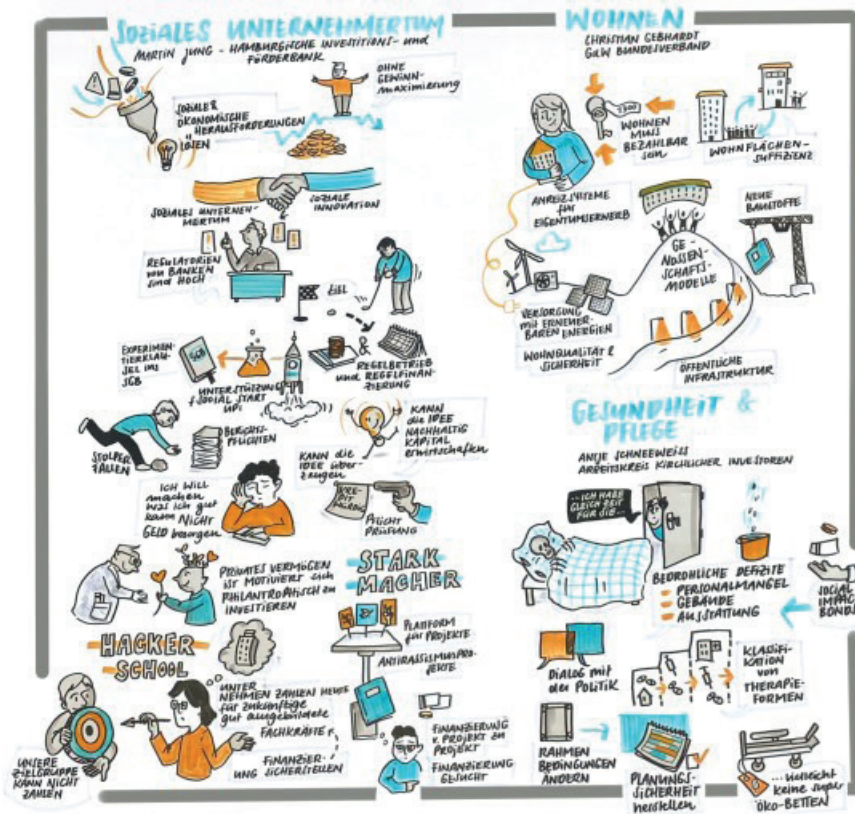 SOZIALES UNTERNEHMERTUM
MARTIN JUNG - HAMBURGISCHE INVESTITIONS- und
FÖRDERBANK
OHNE
GEWINN-
MAXIMIERUNG
SOZIALE &
ÖKONOMISCHE
HERAUSFORDERUNGEN
LÖSEN
SOZIALES UNTERNEH-
MERTUM
SOZIALE
INNOVATION
REGULATORIEN
von BANKEN
sind HOCH
ZIEL
EXPERIMEN-
TIERKLAU-
SEL im
SGB
SGB
UNTERSTÜTZUNG
f SOCIAL START
UPS
&
REGELBETRIEB
und REGELFINAN-
ZIERUNG
STOLPER
FALLEN
BERICHTS-
PFLICHTEN
KANN die
IDEE über-
zeugen
KANN
die IDEE
NACHHALTIG
KAPITAL
erwirtschaften
ICH WILL
machen
was ich gut
kann NICHT
GELD besorgen
KRE-
DIT
WÜRDIG
PFLICHT
PRÜFUNG
PRIVATES VERMÖGEN
IST MOTIVIERT sich
PHILANTROPISCH zu
INVESTIEREN
STARK
MACHER
PLATTFORM
für PROJEKTE
ANTIRASSISMUSPRO-
JEKTE
HACKER
SCHOOL
UNTER
NEHMEN ZAHLEN HEUTE
für zukünftige
gut ausgebildete
FACHKRÄFTE
FINANZIER-
UNG SICHERSTELLEN
UNSERE
ZIELGRUPPE
KANN NICHT
ZAHLEN
FINANZIERUNG
v. PROJEKT zu
PROJEKT
FINANZIERUNG
GESUCHT
WOHNEN
CHRISTIAN GEBHARDT
GdW BUNDESVERBAND
WOHNEN
MUSS
BEZAHLBAR
sein
WOHNFLÄCHEN-
SUFFIZIENZ
ANREIZSYSTEME
für
EIGENTUMSERWERB
NEUE
BAUSTOFFE
GE-
NOSSEN-
SCHAFTS-
MODELLE
VERSORGUNG
mit ERNEUER-
BAREN ENERGIEN
WOHNQUALITÄT &
SICHERHEIT
ÖFFENTLICHE
INFRASTRUKTUR
GESUNDHEIT &
PFLEGE
ANTJE SCHNEEWEISS
ARBEITSKREIS KIRCHLICHER INVESTOREN
...ICH HABE
GLEICH ZEIT
FÜR SIE...
BEDROHLICHE DEFIZITE
PERSONALMANGEL
GEBÄUDE
AUSSTATTUNG
SOCIAL
IMPACT
BONDS
DIALOG mit
der POLITIK
KLASSIFI-
KATION
von
THERAPIE-
FORMEN
RAHMEN
BEDINGUNGEN
ÄNDERN
PLANUNGS-
SICHERHEIT
herstellen
...vielleicht
keine super
ÖKO-BETTEN